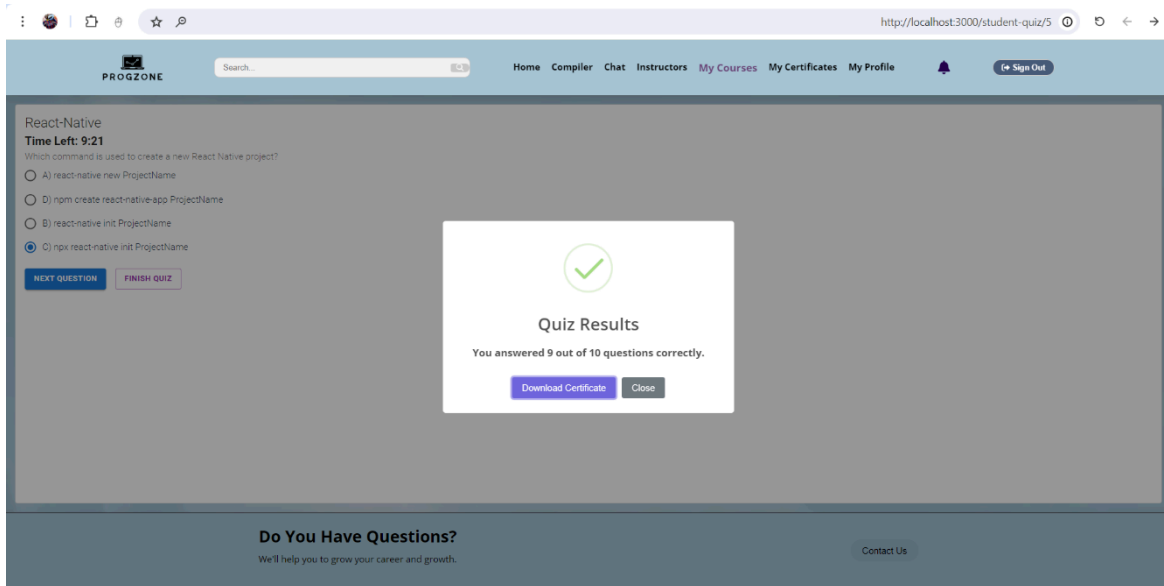 http://localhost:3000/student-quiz/5
PROGZONE
Search...
Home Compiler Chat Instructors My Courses My Certificates My Profile
Sign Out
React-Native
Time Left: 9:21
Which command is used to create a new React Native project?
A) react-native new ProjectName
D) npm create react-native-app ProjectName
B) react-native init ProjectName
C) npx react-native init ProjectName
NEXT QUESTION FINISH QUIZ
Quiz Results
You answered 9 out of 10 questions correctly.
Download Certificate Close
Do You Have Questions?
We'll help you to grow your career and growth.
Contact Us